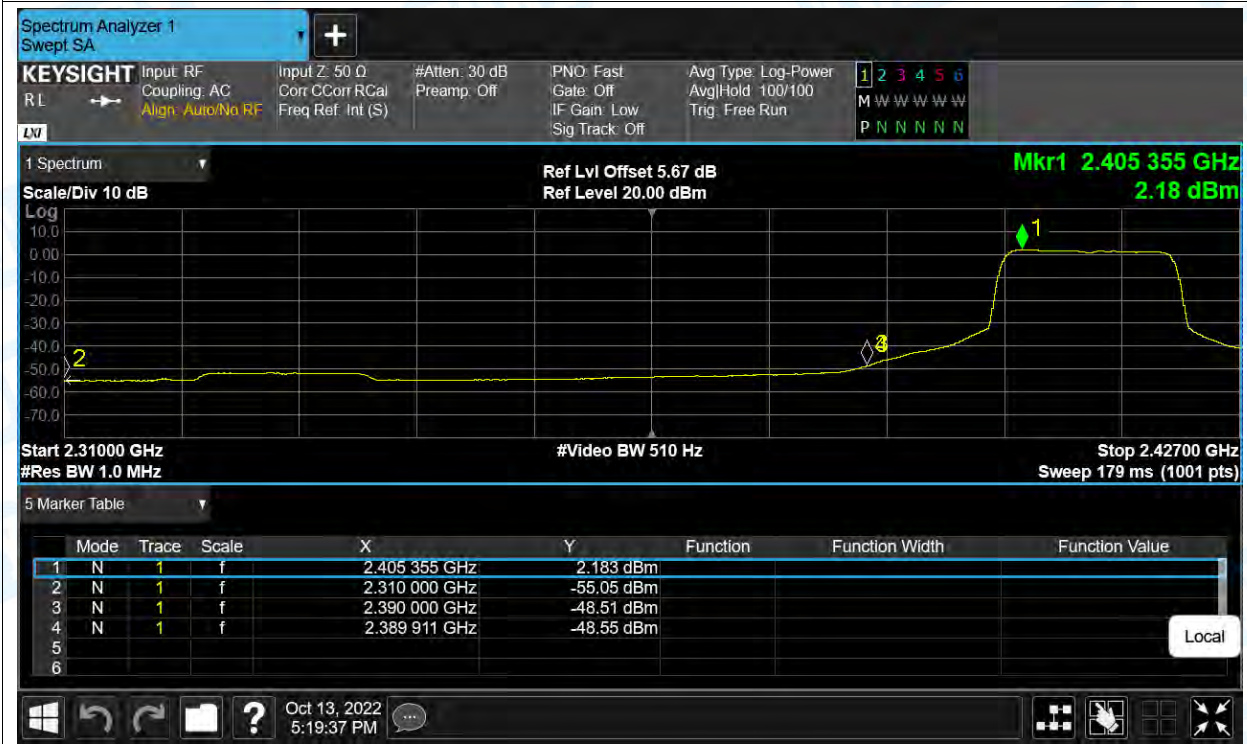 Spectrum Analyzer 1
Swept SA
+
KEYSIGHT
RL
LXI
Input: RF
Coupling: AC
Align: Auto/No RF
Input Z: 50 Ω
Corr CCorr RCal
Freq Ref: Int (S)
#Atten: 30 dB
Preamp: Off
PNO: Fast
Gate: Off
IF Gain: Low
Sig Track: Off
Avg Type: Log-Power
Avg|Hold: 100/100
Trig: Free Run
1 2 3 4 5 6
M W W W W W
P N N N N N
1 Spectrum
Scale/Div 10 dB
Ref Lvl Offset 5.67 dB
Ref Level 20.00 dBm
Mkr1 2.405 355 GHz
2.18 dBm
Log
10.0
0.00
-10.0
-20.0
-30.0
-40.0
-50.0
-60.0
-70.0
1
2
Start 2.31000 GHz
#Res BW 1.0 MHz
#Video BW 510 Hz
Stop 2.42700 GHz
Sweep 179 ms (1001 pts)
5 Marker Table
Mode Trace Scale X Y Function Function Width Function Value
1 N 1 f 2.405 355 GHz 2.183 dBm
2 N 1 f 2.310 000 GHz -55.05 dBm
3 N 1 f 2.390 000 GHz -48.51 dBm
4 N 1 f 2.389 911 GHz -48.55 dBm
5
6
Local
?
Oct 13, 2022
5:19:37 PM